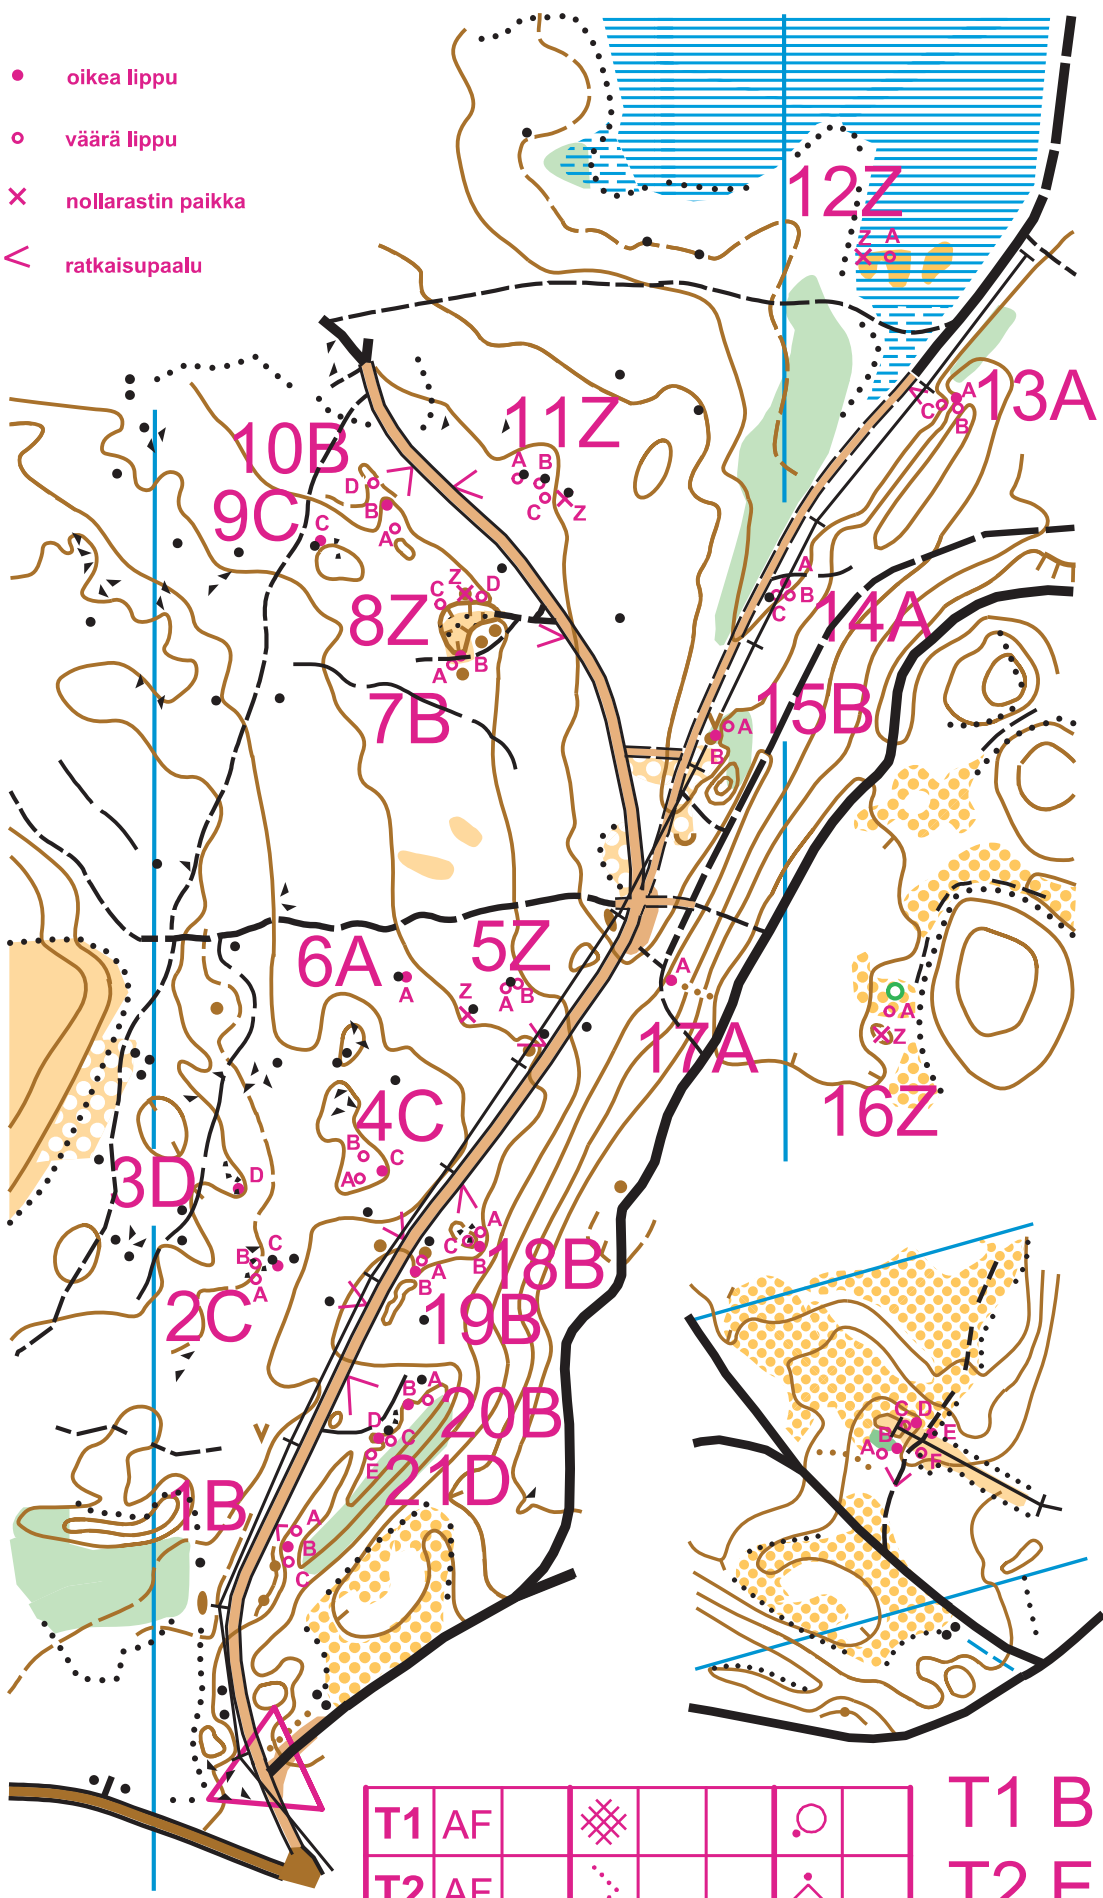 oikea lippu
väärä lippu
nollarastin paikka
ratkaisupaalu
12Z
Z A
13A
A
C
B
11Z
A B
C
Z
10B
D
B
A
9C
C
8Z
C Z D
14A
A
B
C
7B
A B
15B
A
B
6A
A
5Z
Z
A B
17A
A
16Z
A
Z
4C
B
C
A
3D
D
2C
B C
A
18B
A
C
B
19B
A
B
20B
B A
21D
D
C
E
1B
A
B
C
C D
B E
A F
T1 AF
T2 AF
T1 B
T2 E